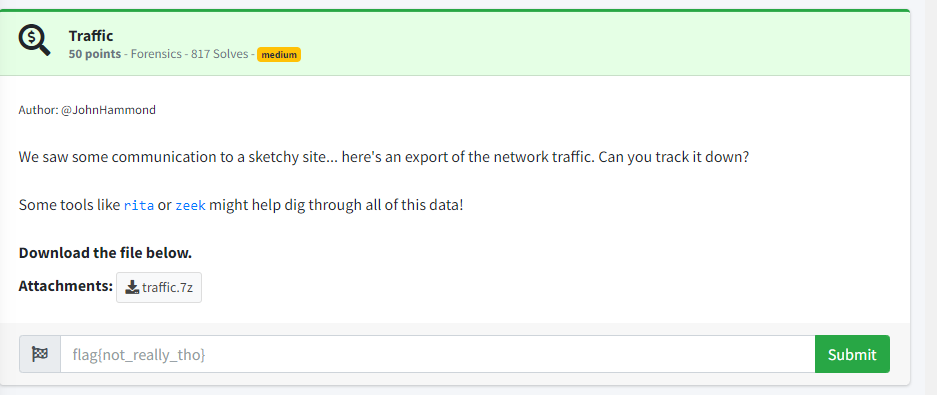 Traffic
50 points - Forensics - 817 Solves - medium
Author: @JohnHammond
We saw some communication to a sketchy site... here's an export of the network traffic. Can you track it down?
Some tools like rita or zeek might help dig through all of this data!
Download the file below.
Attachments: traffic.7z
flag{not_really_tho}
Submit